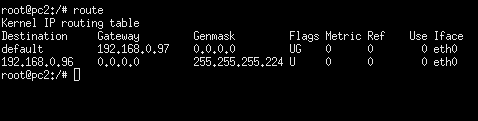 root@pc2:/# route
Kernel IP routing table
Destination     Gateway         Genmask         Flags Metric Ref    Use Iface
default         192.168.0.97    0.0.0.0         UG    0      0        0 eth0
192.168.0.96    0.0.0.0         255.255.255.224 U     0      0        0 eth0
root@pc2:/#